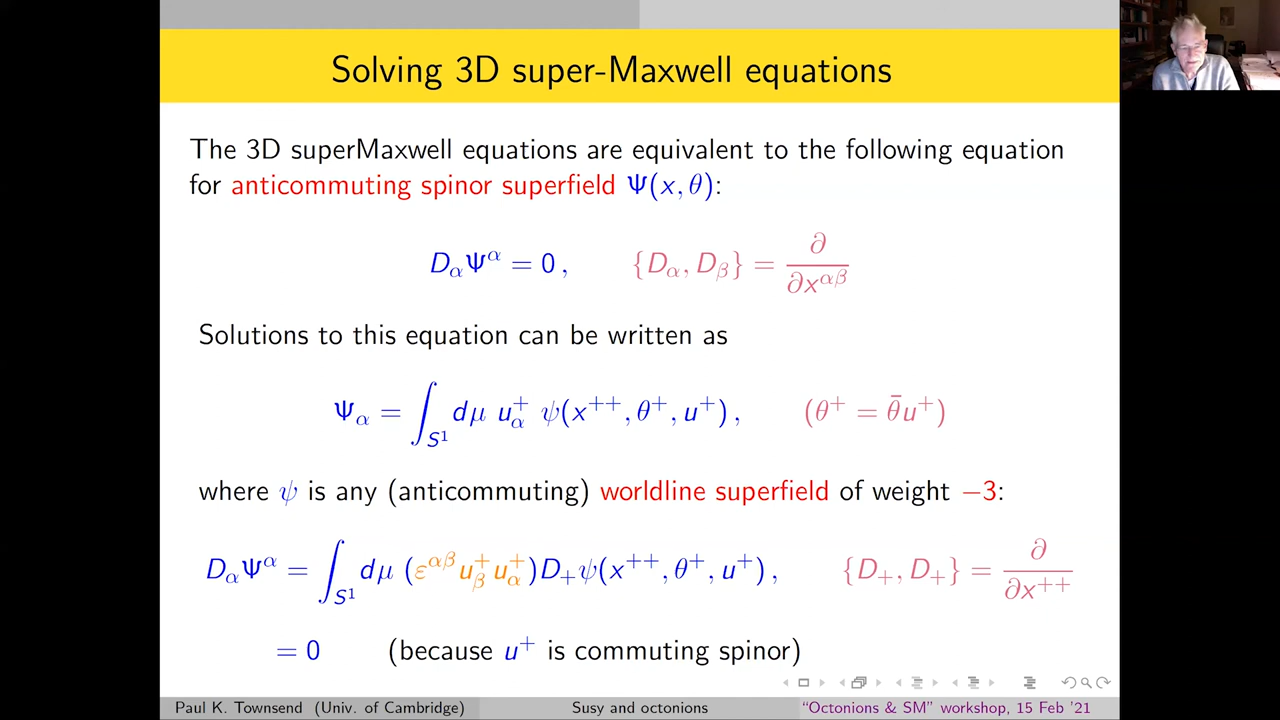 Solving 3D super-Maxwell equations
The 3D superMaxwell equations are equivalent to the following equation
for anticommuting spinor superfield Ψ(x, θ):
D_α Ψ^α = 0 ,   {D_α, D_β} = ∂/∂x^{αβ}
Solutions to this equation can be written as
Ψ_α = ∫_{S^1} dμ u^+_α ψ(x^{++}, θ^+, u^+) ,   (θ^+ = θ̄u^+)
where ψ is any (anticommuting) worldline superfield of weight −3:
D_α Ψ^α = ∫_{S^1} dμ (ε^{αβ} u^+_β u^+_α) D_+ ψ(x^{++}, θ^+, u^+) ,   {D_+, D_+} = ∂/∂x^{++}
= 0   (because u^+ is commuting spinor)
Paul K. Townsend (Univ. of Cambridge)   Susy and octonions   “Octonions & SM” workshop, 15 Feb ’21